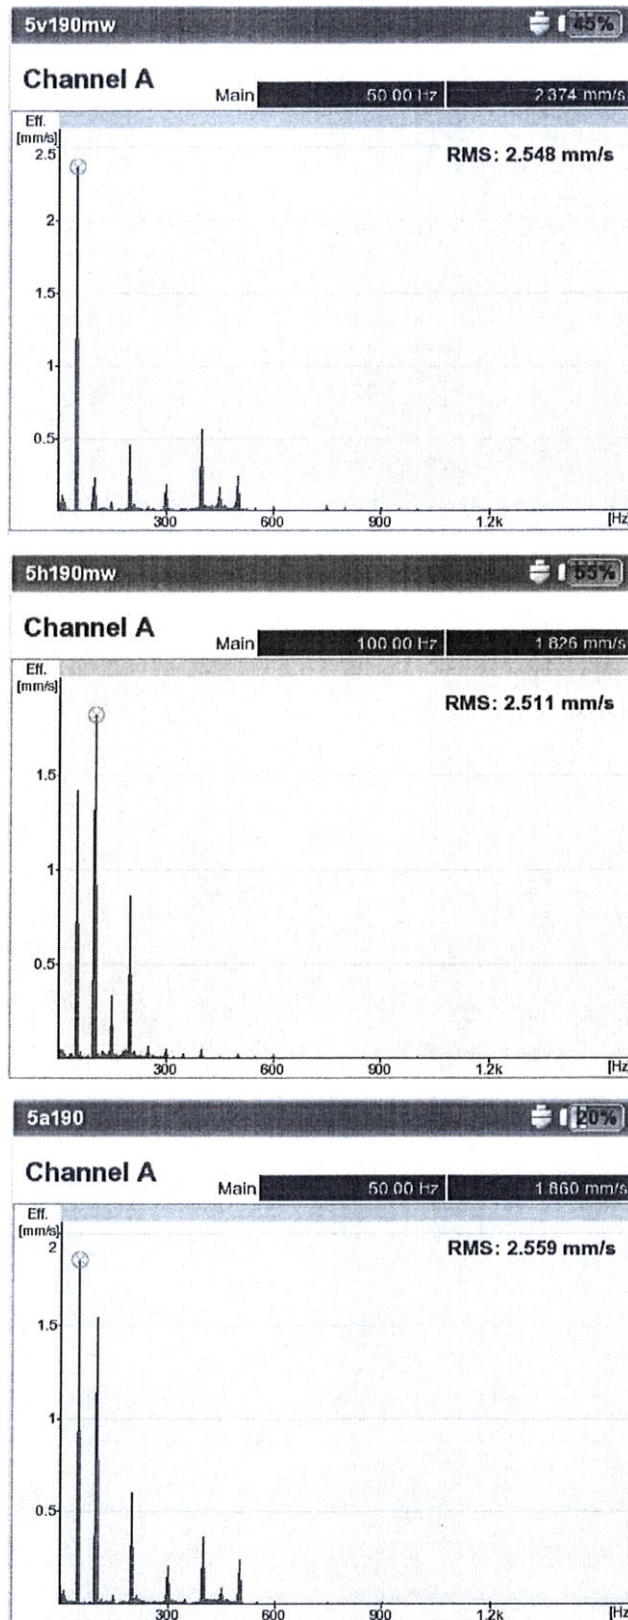 5v190mw 45%
Channel A Main 50.00 Hz 2.374 mm/s
Eff.
[mm/s]
RMS: 2.548 mm/s
2.5
2
1.5
1
0.5
300 600 900 1.2k [Hz
5h190mw 55%
Channel A Main 100.00 Hz 1.826 mm/s
Eff.
[mm/s]
RMS: 2.511 mm/s
1.5
1
0.5
300 600 900 1.2k [Hz
5a190 20%
Channel A Main 50.00 Hz 1.860 mm/s
Eff.
[mm/s]
RMS: 2.559 mm/s
2
1.5
1
0.5
300 600 900 1.2k [Hz